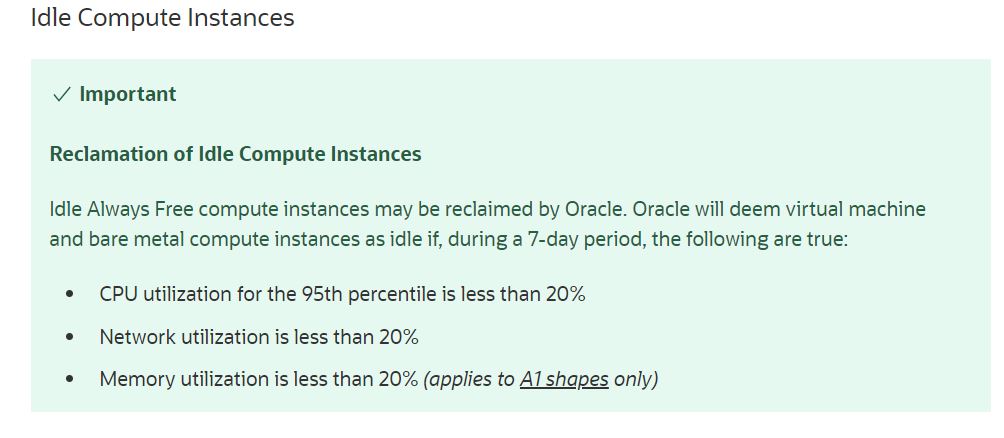 Idle Compute Instances
✓ Important
Reclamation of Idle Compute Instances
Idle Always Free compute instances may be reclaimed by Oracle. Oracle will deem virtual machine
and bare metal compute instances as idle if, during a 7-day period, the following are true:
• CPU utilization for the 95th percentile is less than 20%
• Network utilization is less than 20%
• Memory utilization is less than 20% (applies to A1 shapes only)